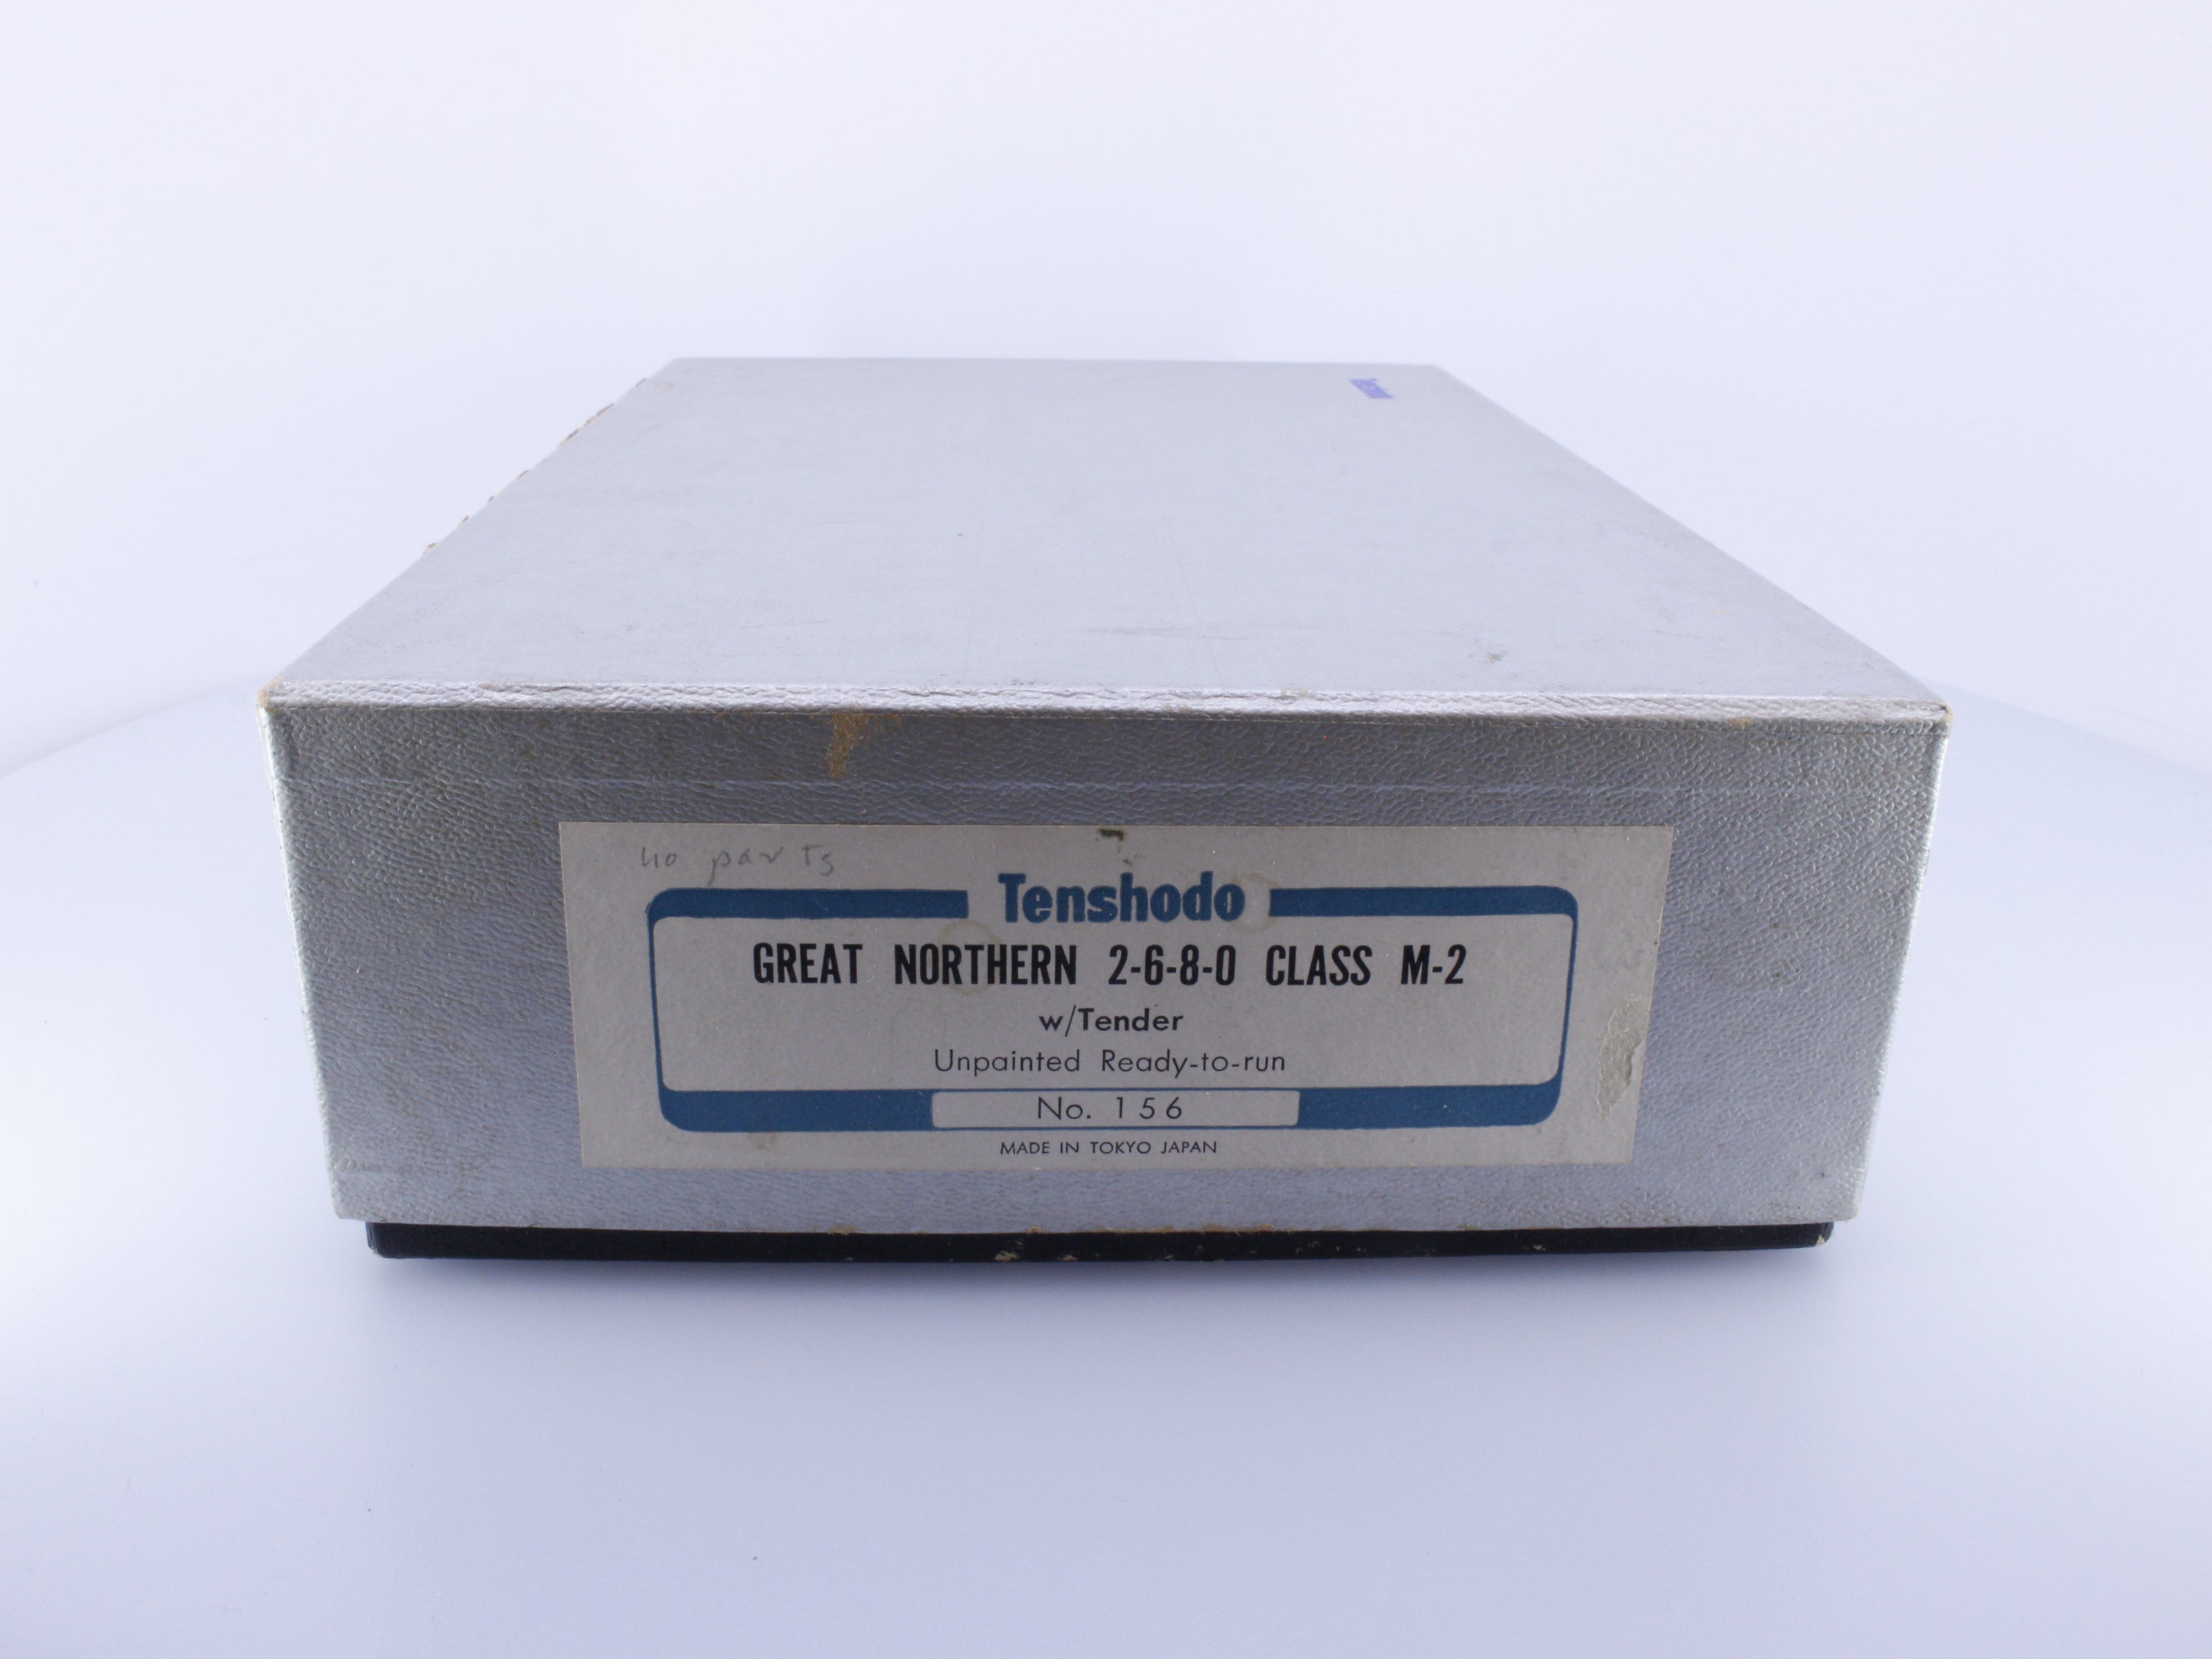 no parts
Tenshodo
GREAT NORTHERN 2-6-8-0 CLASS M-2
w/Tender
Unpainted Ready-to-run
No. 156
MADE IN TOKYO JAPAN